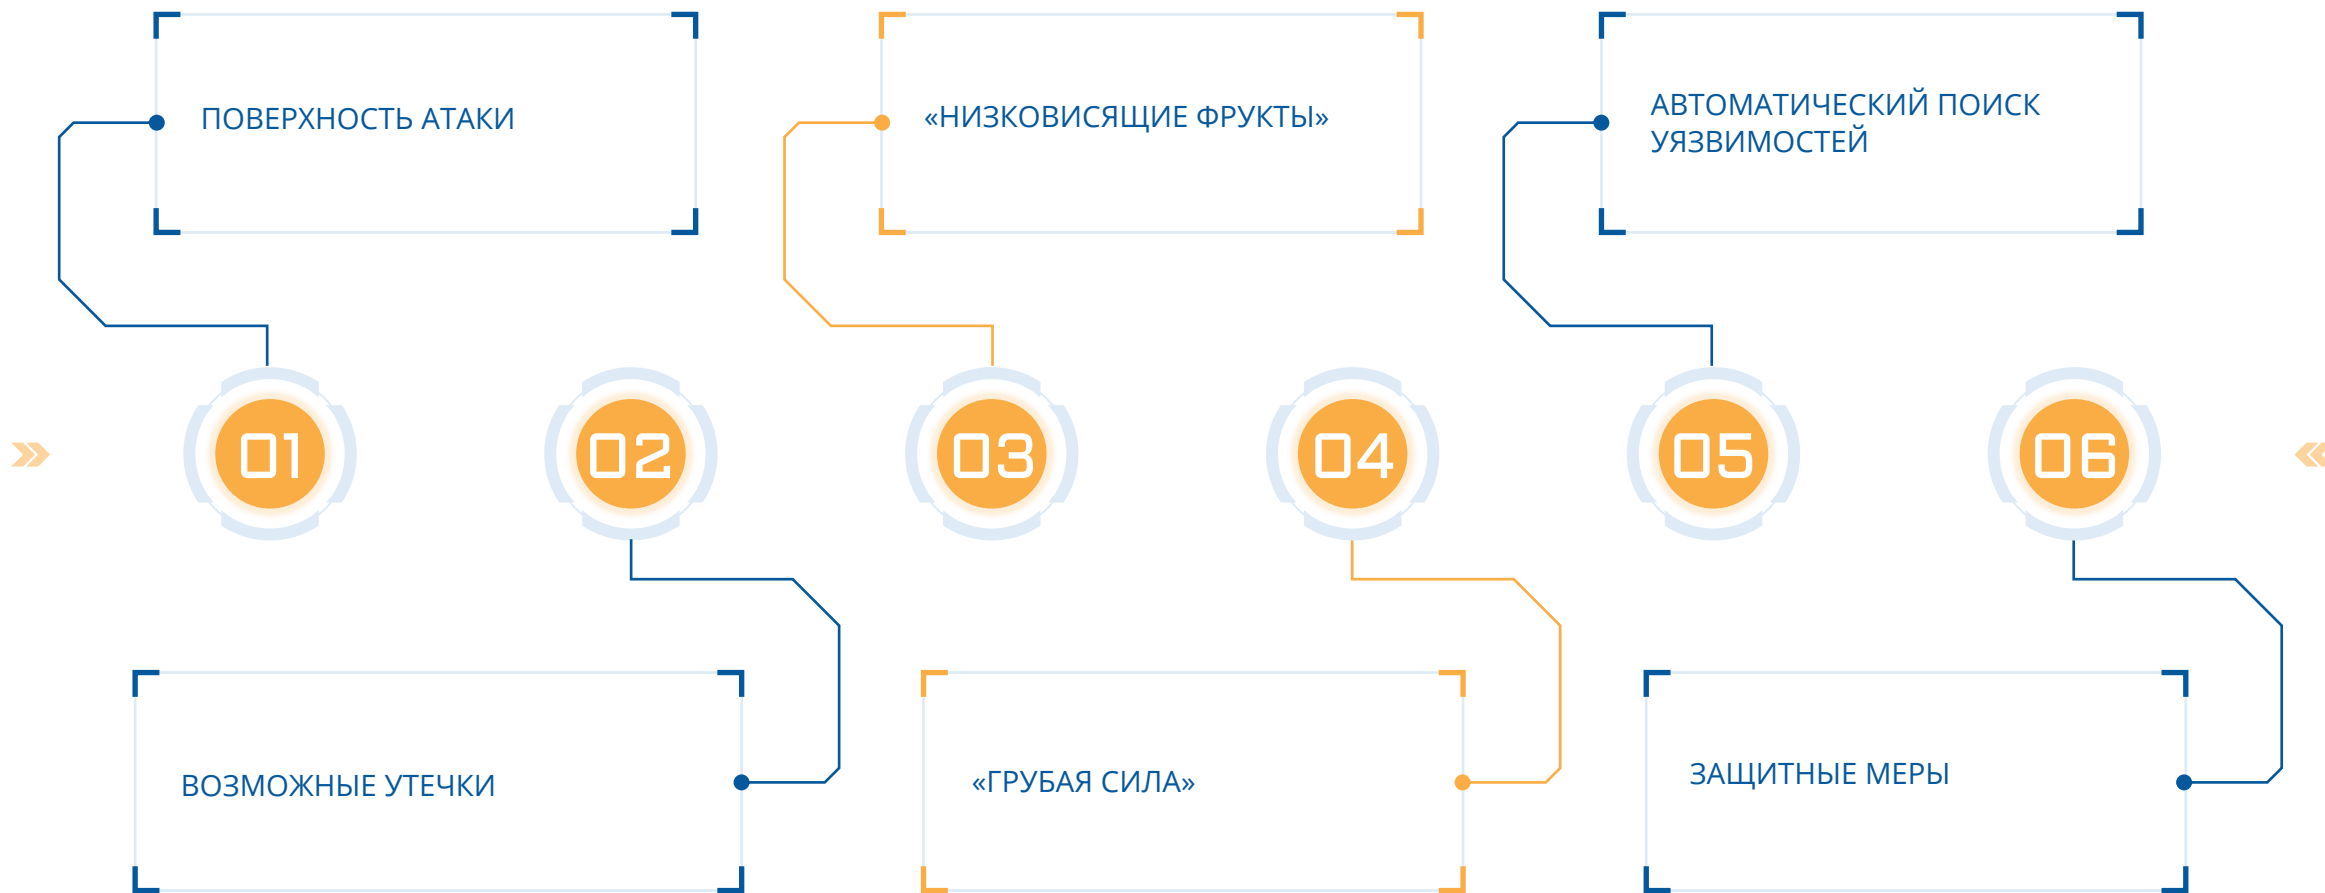 ПОВЕРХНОСТЬ АТАКИ
«НИЗКОВИСЯЩИЕ ФРУКТЫ»
АВТОМАТИЧЕСКИЙ ПОИСК
УЯЗВИМОСТЕЙ
01
02
03
04
05
06
ВОЗМОЖНЫЕ УТЕЧКИ
«ГРУБАЯ СИЛА»
ЗАЩИТНЫЕ МЕРЫ